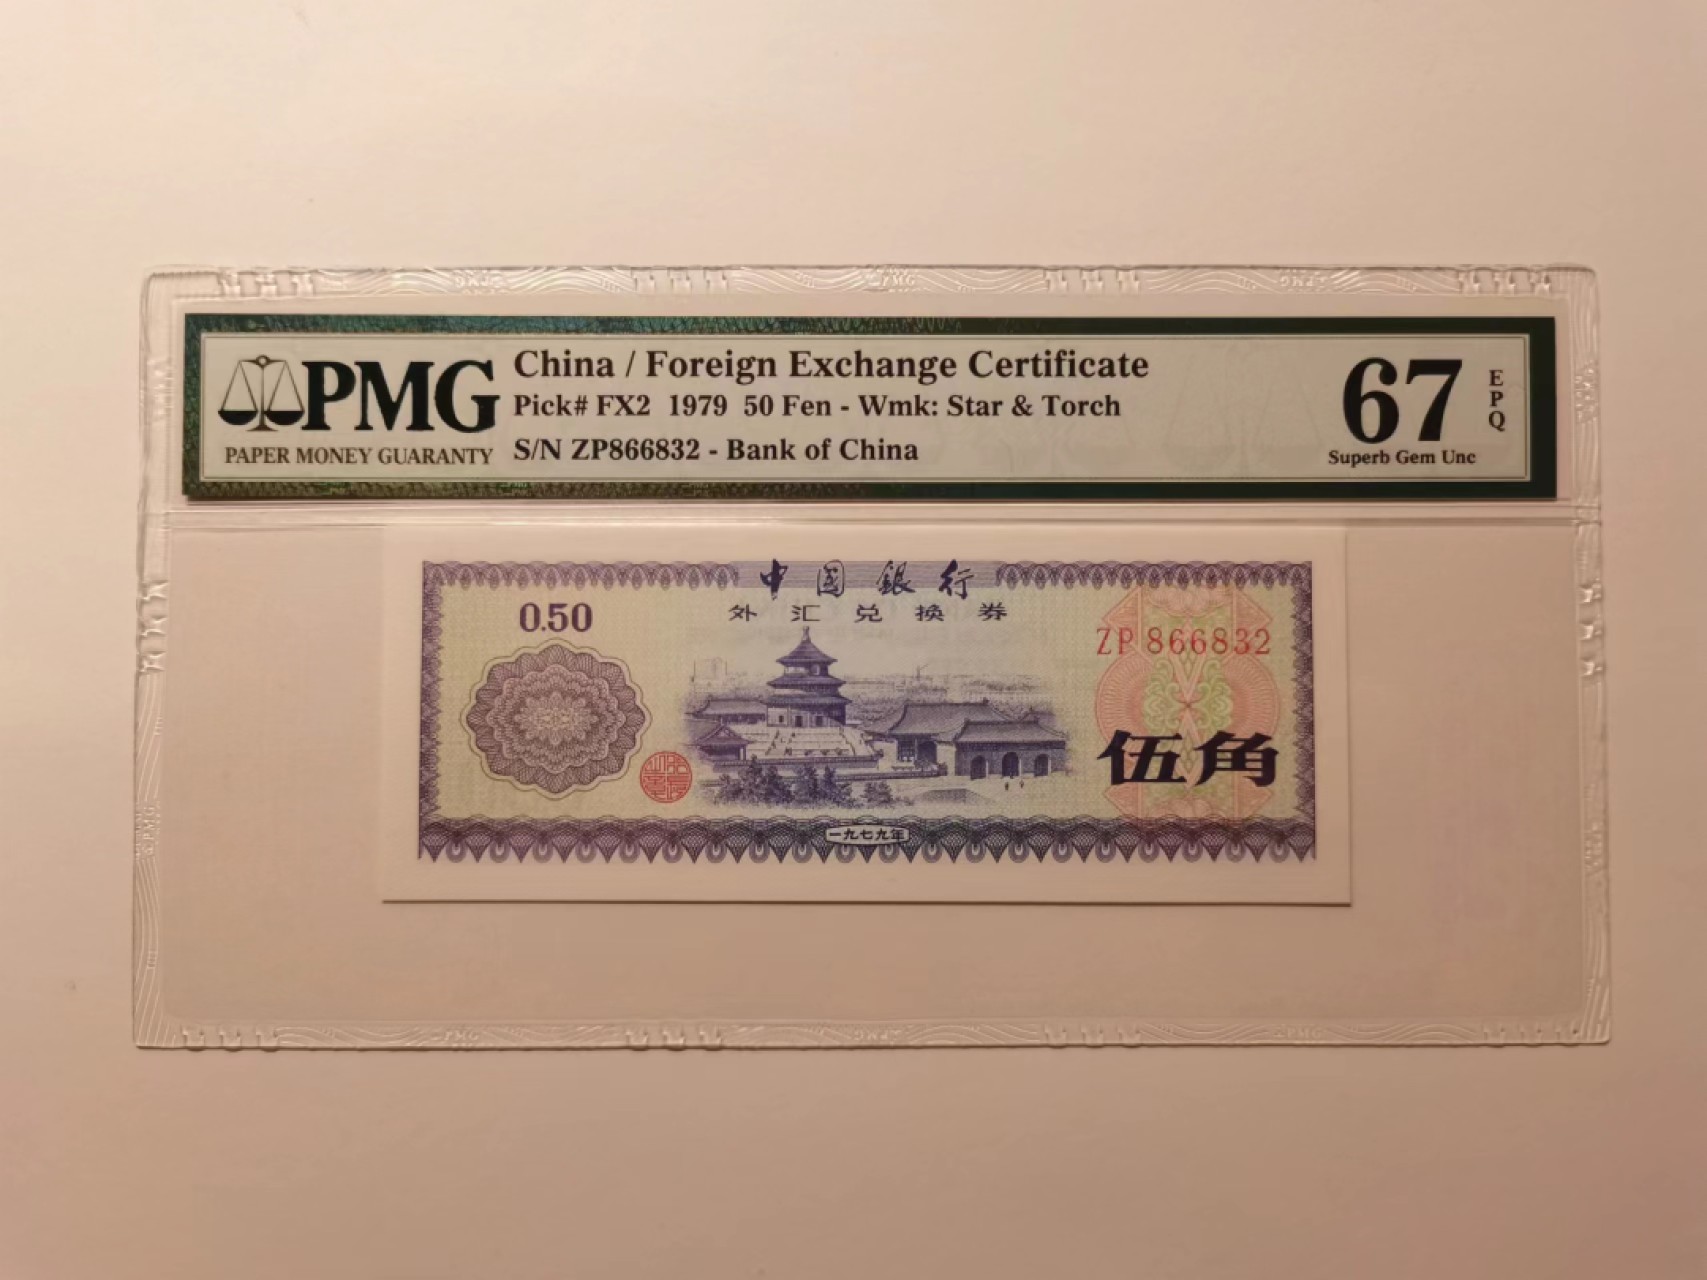 PMG
PAPER MONEY GUARANTY
China / Foreign Exchange Certificate
Pick# FX2 1979 50 Fen - Wmk: Star & Torch
S/N ZP866832 - Bank of China
67
EPQ
Superb Gem Unc
中國銀行
外汇兑换券
0.50
ZP 866832
伍角
一九七九年